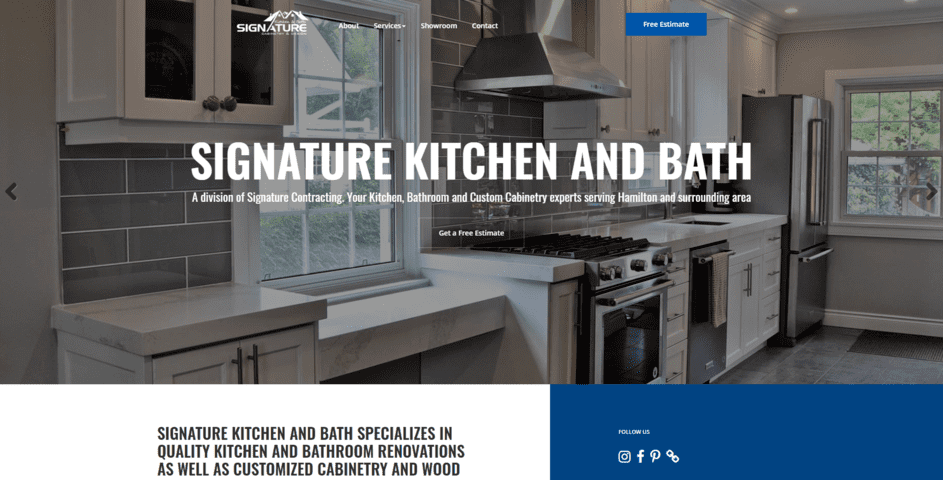 SIGNATURE
About Services Showroom Contact
Free Estimate
SIGNATURE KITCHEN AND BATH
A division of Signature Contracting. Your Kitchen, Bathroom and Custom Cabinetry experts serving Hamilton and surrounding area
Get a Free Estimate
SIGNATURE KITCHEN AND BATH SPECIALIZES IN
QUALITY KITCHEN AND BATHROOM RENOVATIONS
AS WELL AS CUSTOMIZED CABINETRY AND WOOD
FOLLOW US